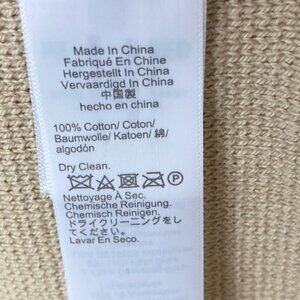 Made In China
Fabriqué En Chine
Hergestellt In China
Vervaardigd In China
中国製
hecho en china
100% Cotton/ Coton/
Baumwolle/ Katoen/ 綿/
algodón
Dry Clean.
P
Nettoyage À Sec.
Chemische Reinigung.
Chemisch Reinigen.
ドライクリーニングをし
てください。
Lavar En Seco.